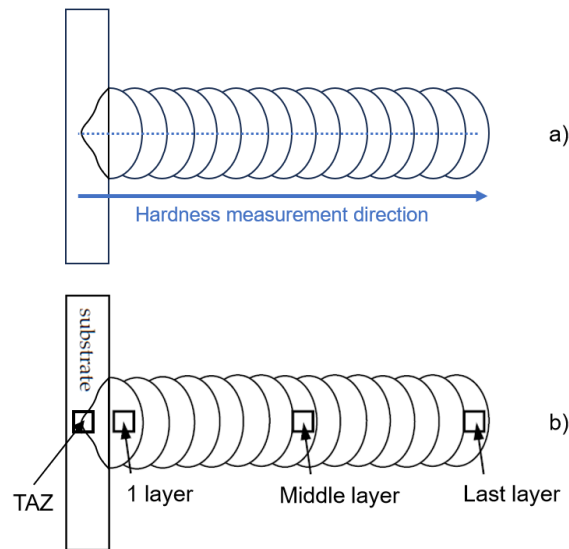 a)
Hardness measurement direction
substrate
b)
TAZ
1 layer
Middle layer
Last layer